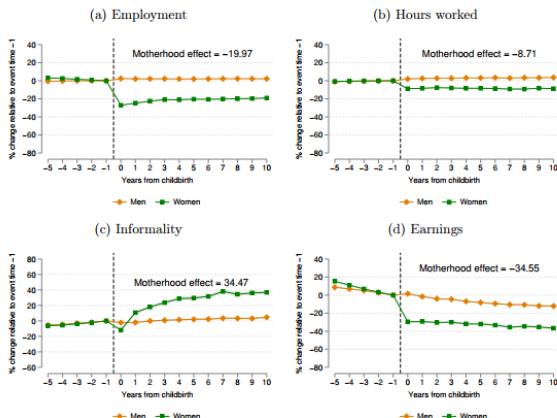 (a) Employment
% change relative to event time −1
40
20
0
−20
−40
−60
−80
Motherhood effect = −19.97
−5 −4 −3 −2 −1 0 1 2 3 4 5 6 7 8 9 10
Years from childbirth
Men Women
(b) Hours worked
% change relative to event time −1
40
20
0
−20
−40
−60
−80
Motherhood effect = −8.71
−5 −4 −3 −2 −1 0 1 2 3 4 5 6 7 8 9 10
Years from childbirth
Men Women
(c) Informality
% change relative to event time −1
80
60
40
20
0
−20
−40
−60
Motherhood effect = 34.47
−5 −4 −3 −2 −1 0 1 2 3 4 5 6 7 8 9 10
Years from childbirth
Men Women
(d) Earnings
% change relative to event time −1
40
20
0
−20
−40
−60
−80
Motherhood effect = −34.55
−5 −4 −3 −2 −1 0 1 2 3 4 5 6 7 8 9 10
Years from childbirth
Men Women